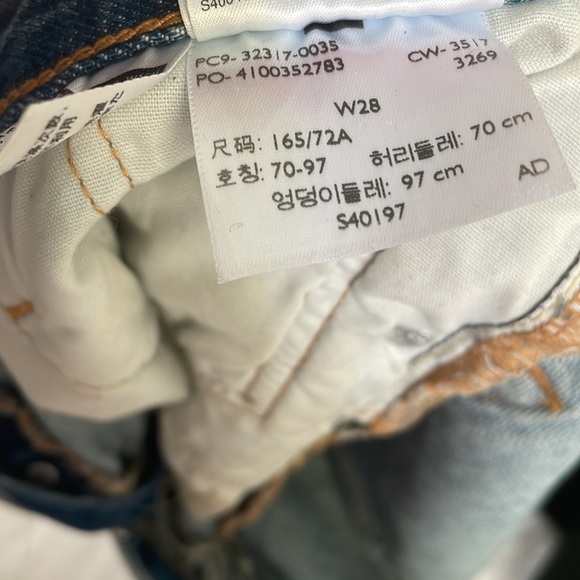 S400
PC9- 32317-0035
PO- 4100352783
CW- 3517
3269
W28
尺码: 165/72A
호칭: 70-97
허리둘레: 70 cm
엉덩이둘레: 97 cm
AD
S40197